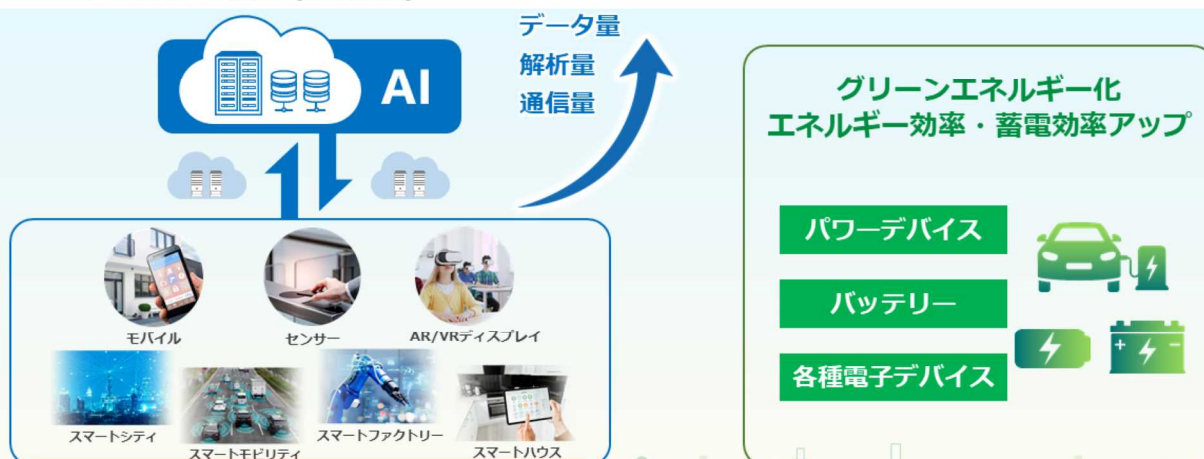 AI
データ量
解析量
通信量
モバイル
センサー
AR/VRディスプレイ
スマートシティ
スマートモビリティ
スマートファクトリー
スマートハウス
グリーンエネルギー化
エネルギー効率・蓄電効率アップ
パワーデバイス
バッテリー
各種電子デバイス